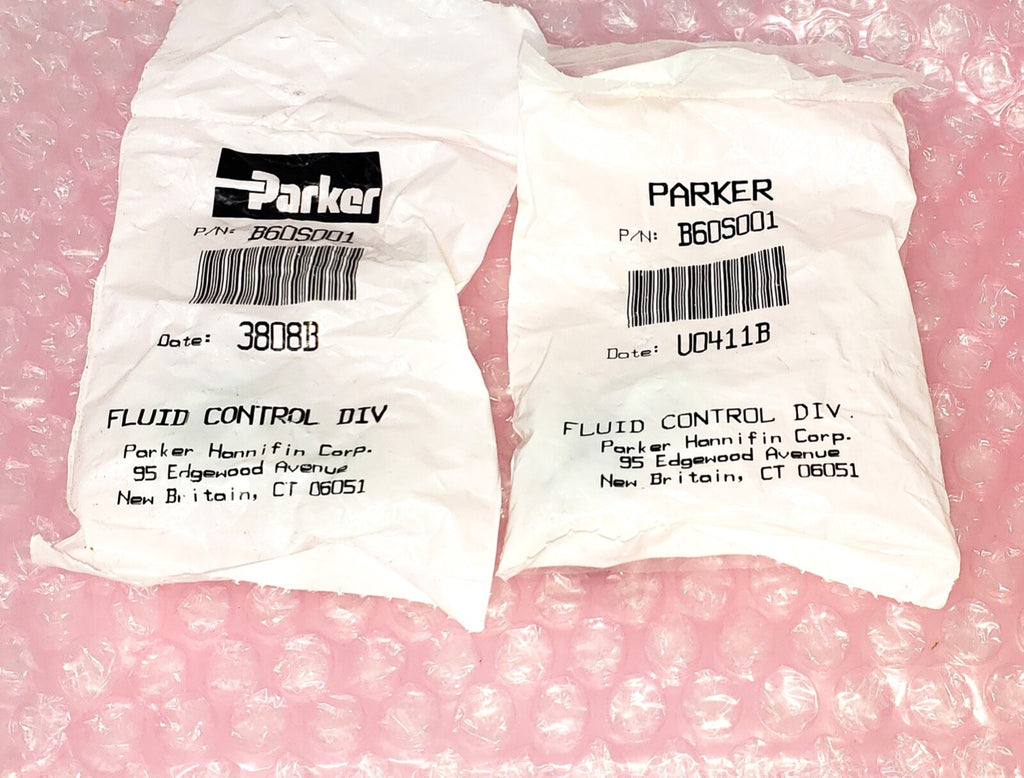 Parker
P/N: B60S001
Date: 3808B
FLUID CONTROL DIV
Parker Hannifin Corp.
95 Edgewood Avenue
New Britain, CT 06051
PARKER
P/N: B60S001
Date: U0411B
FLUID CONTROL DIV.
Parker Hannifin Corp.
95 Edgewood Avenue
New Britain, CT 06051